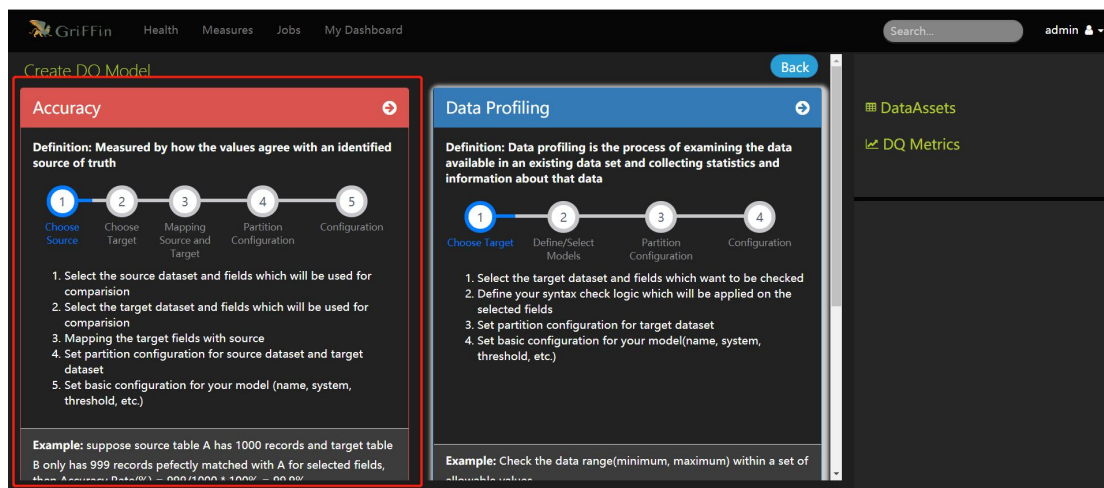 GriFFin Health Measures Jobs My Dashboard Search... admin
Create DQ Model
Back
Accuracy
Definition: Measured by how the values agree with an identified
source of truth
1 2 3 4 5
Choose Source
Choose Target
Mapping Source and Target
Partition Configuration
Configuration
1. Select the source dataset and fields which will be used for
comparision
2. Select the target dataset and fields which will be used for
comparision
3. Mapping the target fields with source
4. Set partition configuration for source dataset and target
dataset
5. Set basic configuration for your model (name, system,
threshold, etc.)
Example: suppose source table A has 1000 records and target table
B only has 999 records pefectly matched with A for selected fields,
then Accuracy Rate(%) = 999/1000 * 100% = 99.9%
Data Profiling
Definition: Data profiling is the process of examining the data
available in an existing data set and collecting statistics and
information about that data
1 2 3 4
Choose Target
Define/Select Models
Partition Configuration
Configuration
1. Select the target dataset and fields which want to be checked
2. Define your syntax check logic which will be applied on the
selected fields
3. Set partition configuration for target dataset
4. Set basic configuration for your model(name, system,
threshold, etc.)
Example: Check the data range(minimum, maximum) within a set of
allowable values
DataAssets
DQ Metrics